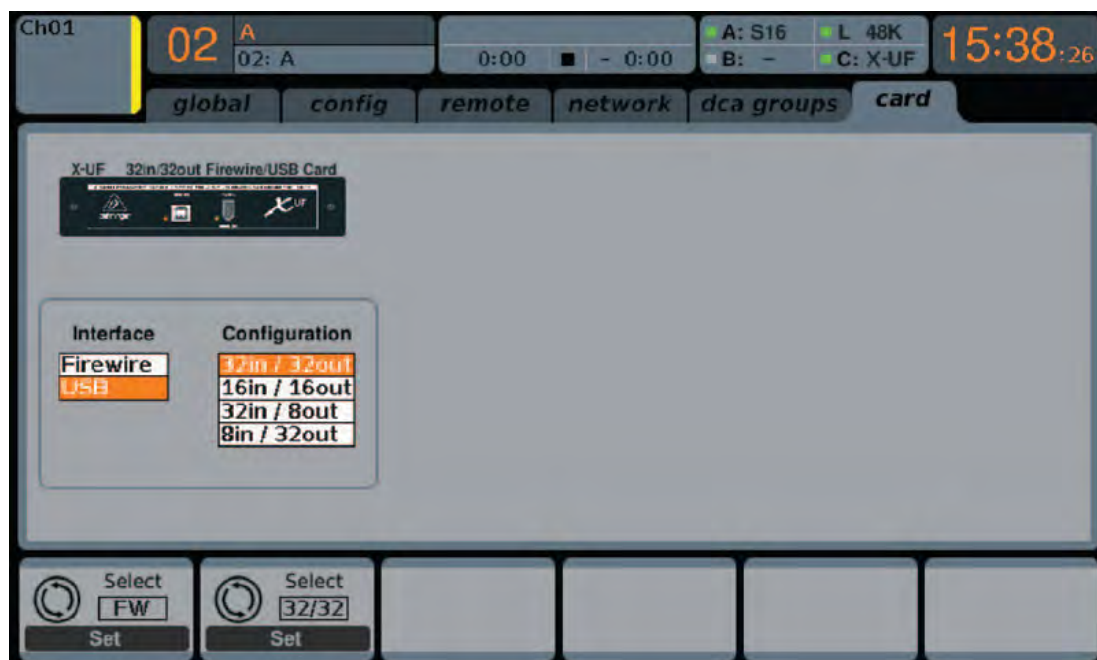 Ch01
02
A
02: A
0:00 - 0:00
A: S16 L 48K
B: - C: X-UF
15:38:26
global config remote network dca groups card
X-UF 32in/32out Firewire/USB Card
behringer X UF
Interface Configuration
Firewire 32in / 32out
USB 16in / 16out
32in / 8out
8in / 32out
Select Select
FW 32/32
Set Set